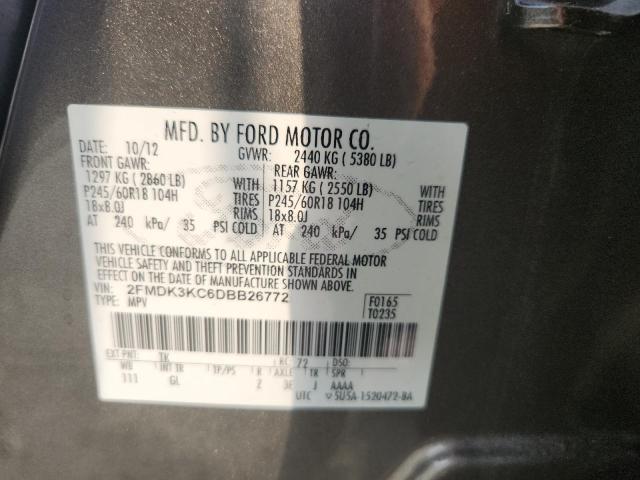 MFD. BY FORD MOTOR CO.
DATE: 10/12 GVWR: 2440 KG ( 5380 LB)
FRONT GAWR: REAR GAWR:
1297 KG ( 2860 LB) WITH 1157 KG ( 2550 LB) WITH
P245/60R18 104H TIRES P245/60R18 104H TIRES
18x8.0J RIMS 18x8.0J RIMS
AT 240 kPa/ 35 PSI COLD AT 240 kPa/ 35 PSI COLD
THIS VEHICLE CONFORMS TO ALL APPLICABLE FEDERAL MOTOR
VEHICLE SAFETY AND THEFT PREVENTION STANDARDS IN
EFFECT ON THE DATE OF MANUFACTURE SHOWN ABOVE.
VIN: 2FMDK3KC6DBB26772 F0165
TYPE: MPV T0235
EXT PNT: TK RC: 72 DSO:
WB INT TR TP/PS R AXLE TR SPR
111 GL 2 3E J AAAA
UTC 5U5A-1520472-BA